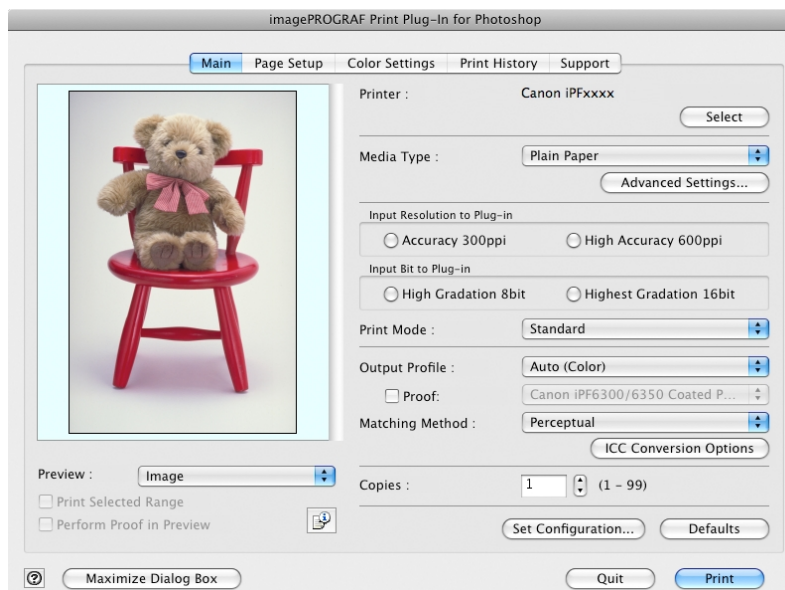 imagePROGRAF Print Plug-In for Photoshop
Main Page Setup Color Settings Print History Support
Printer : Canon iPFxxxx
Select
Media Type : Plain Paper
Advanced Settings...
Input Resolution to Plug-in
Accuracy 300ppi High Accuracy 600ppi
Input Bit to Plug-in
High Gradation 8bit Highest Gradation 16bit
Print Mode : Standard
Output Profile : Auto (Color)
Proof: Canon iPF6300/6350 Coated P...
Matching Method : Perceptual
ICC Conversion Options
Preview : Image
Print Selected Range
Perform Proof in Preview
Copies : 1 (1 - 99)
Set Configuration... Defaults
? Maximize Dialog Box Quit Print